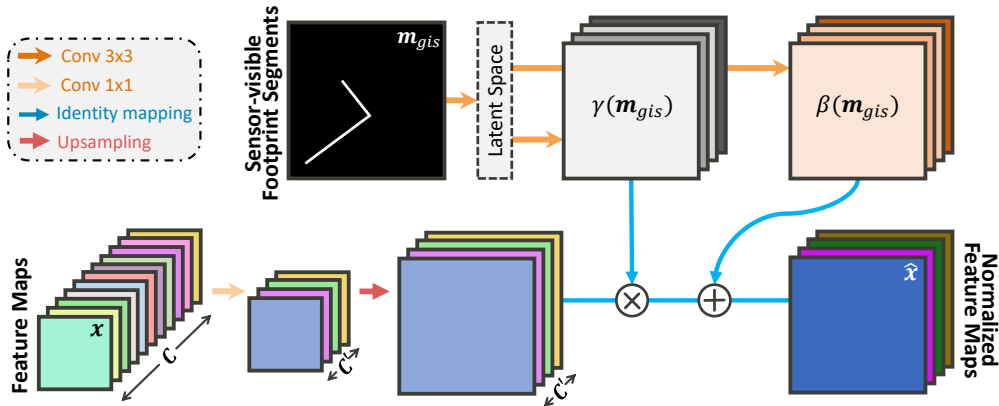 Conv 3x3
Conv 1x1
Identity mapping
Upsampling
Sensor-visible
Footprint Segments
m_gis
Latent Space
γ(m_gis)
β(m_gis)
Feature Maps
x
C
C'
C'
x̂
Normalized
Feature Maps